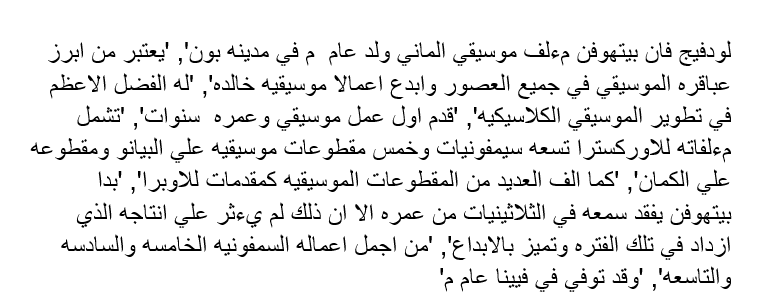 لودفيج فان بيتهوفن مءلف موسيقي الماني ولد عام  م في مدينه بون', 'يعتبر من ابرز
عباقره الموسيقي في جميع العصور وابدع اعمالا موسيقيه خالده', 'له الفضل الاعظم
في تطوير الموسيقي الكلاسيكيه', 'قدم اول عمل موسيقي وعمره  سنوات', 'تشمل
مءلفاته للاوركسترا تسعه سيمفونيات وخمس مقطوعات موسيقيه علي البيانو ومقطوعه
علي الكمان', 'كما الف العديد من المقطوعات الموسيقيه كمقدمات للاوبرا', 'بدا
بيتهوفن يفقد سمعه في الثلاثينيات من عمره الا ان ذلك لم يءثر علي انتاجه الذي
ازداد في تلك الفتره وتميز بالابداع', 'من اجمل اعماله السمفونيه الخامسه والسادسه
والتاسعه', 'وقد توفي في فيينا عام م'